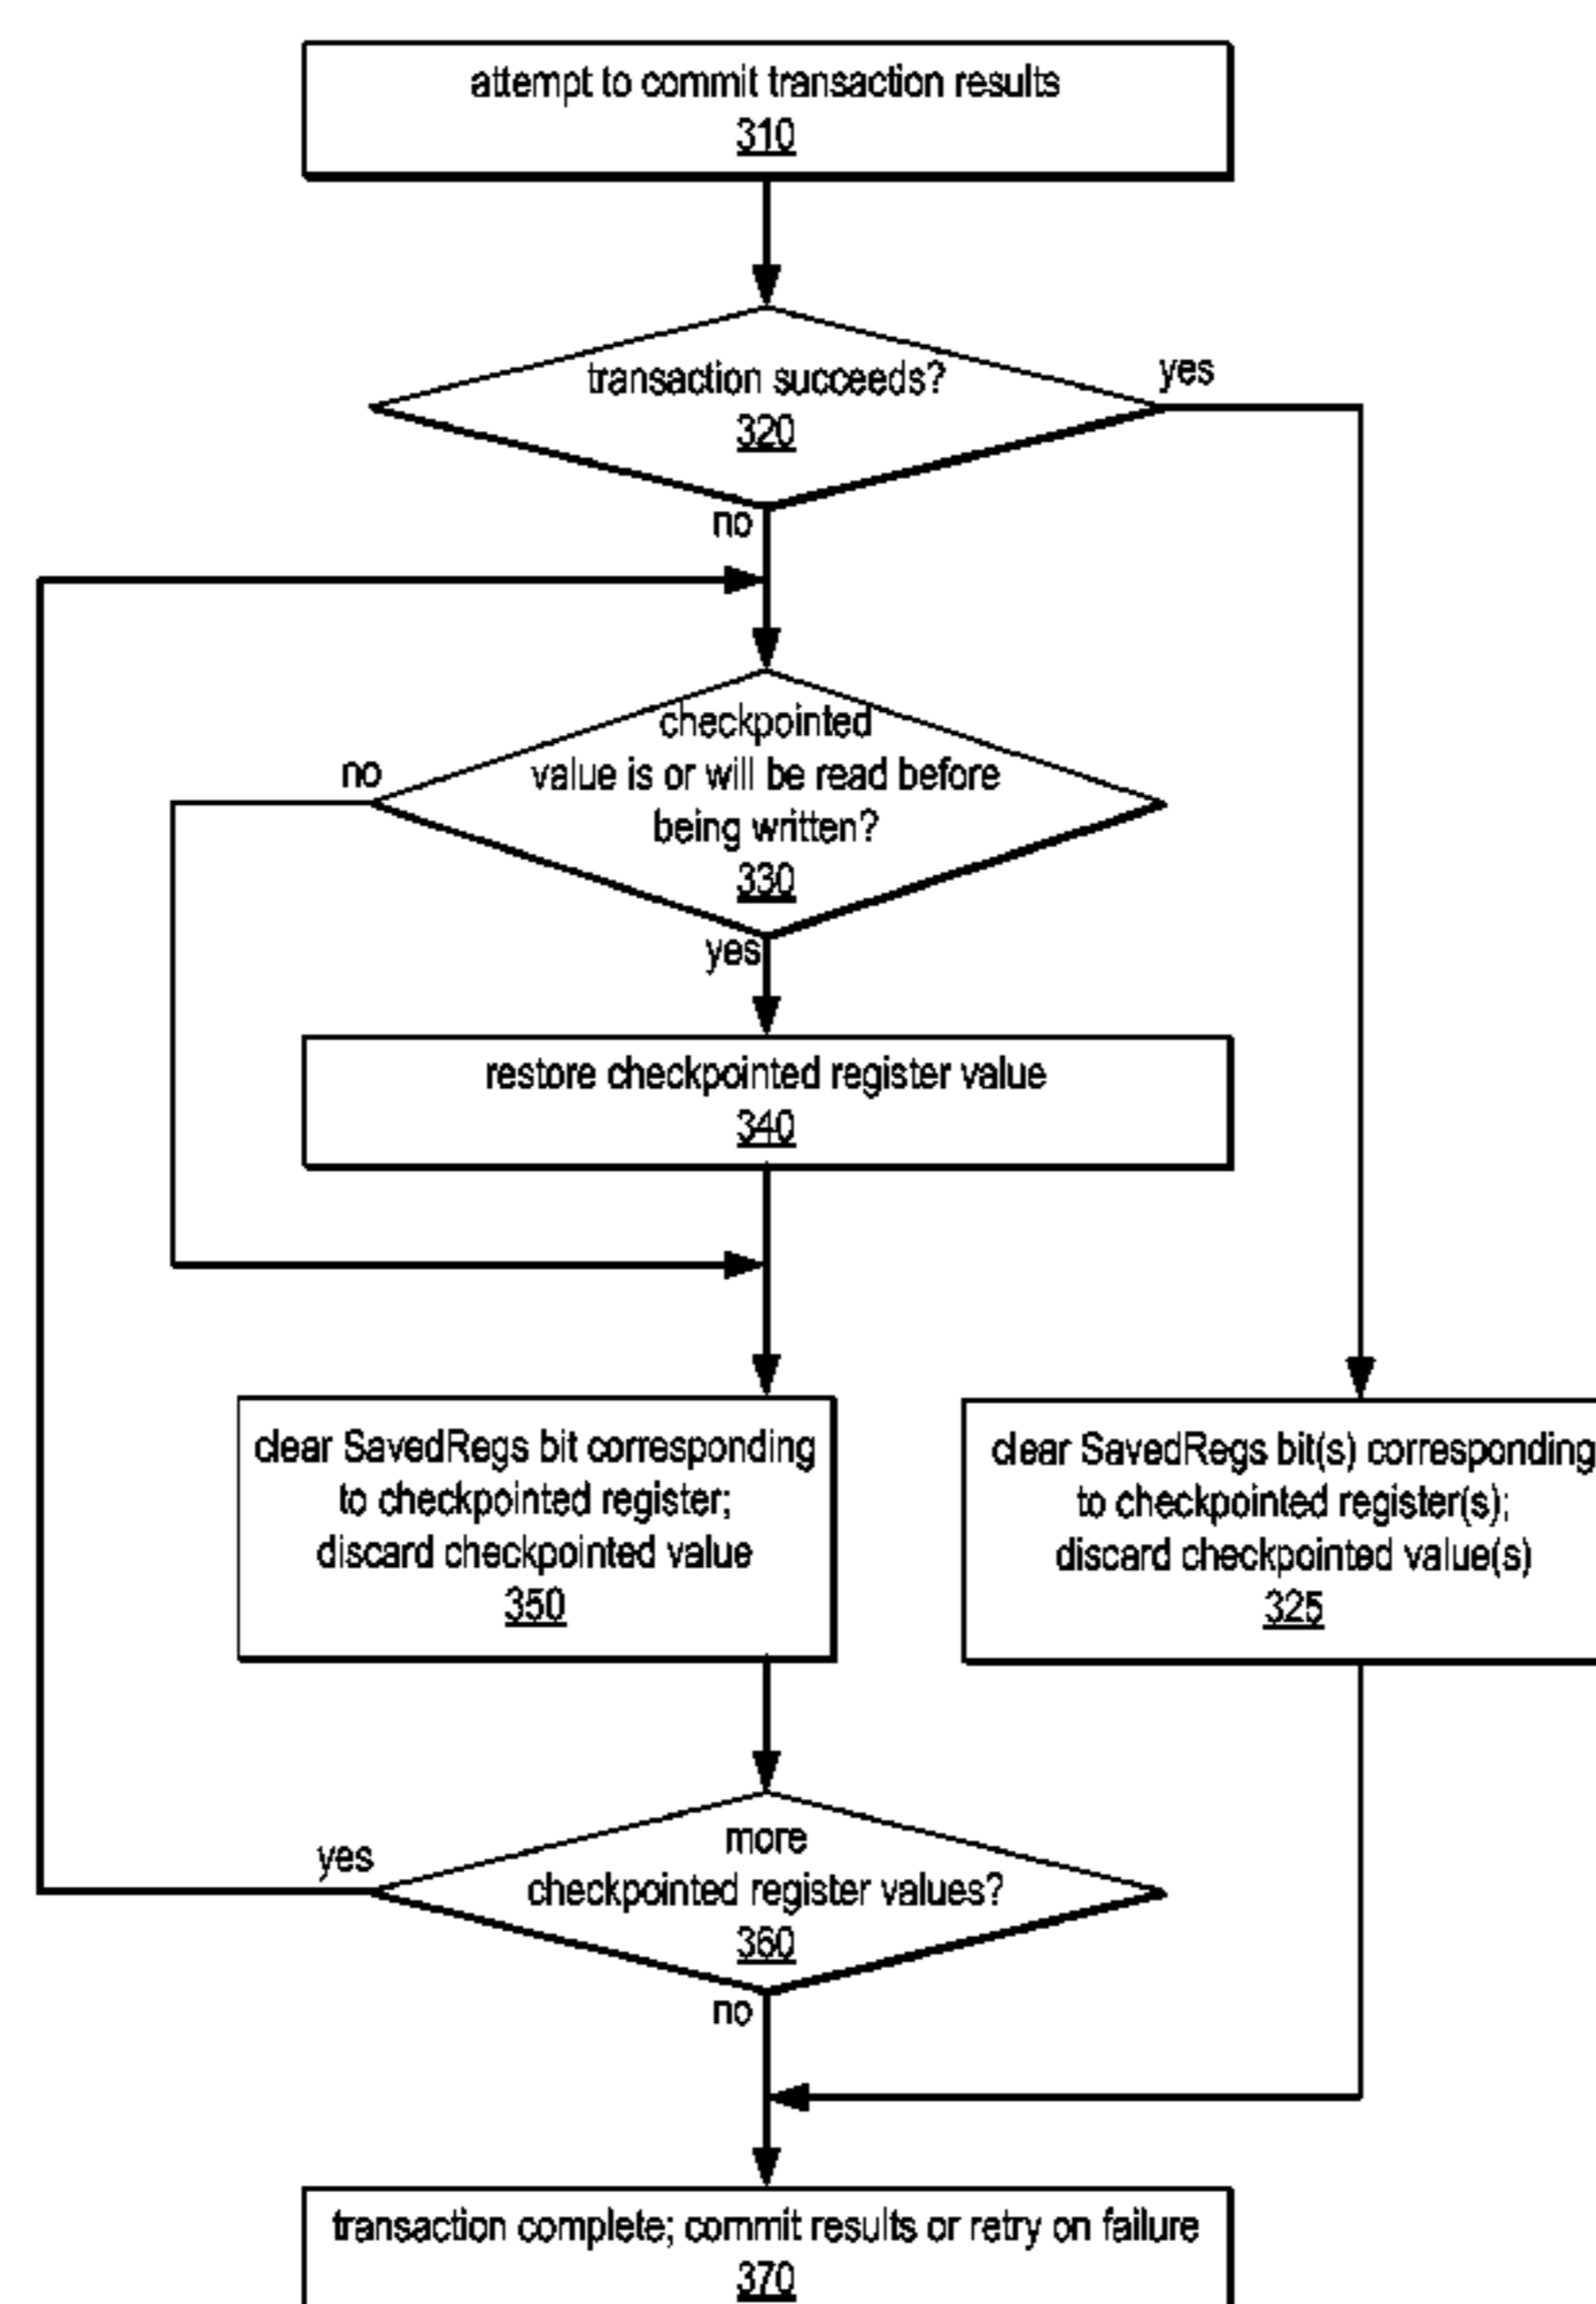 attempt to commit transaction results
310
transaction succeeds?
320
yes
no
checkpointed
value is or will be read before
being written?
330
no
yes
restore checkpointed register value
340
clear SavedRegs bit corresponding
to checkpointed register;
discard checkpointed value
350
clear SavedRegs bit(s) corresponding
to checkpointed register(s);
discard checkpointed value(s)
325
more
checkpointed register values?
360
yes
no
transaction complete; commit results or retry on failure
370